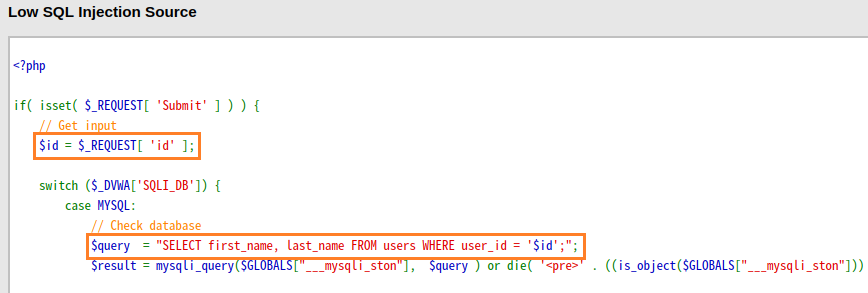 Low SQL Injection Source
<?php
if( isset( $_REQUEST[ 'Submit' ] ) ) {
// Get input
$id = $_REQUEST[ 'id' ];
switch ($_DVWA['SQLI_DB']) {
case MYSQL:
// Check database
$query  = "SELECT first_name, last_name FROM users WHERE user_id = '$id';";
$result = mysqli_query($GLOBALS["___mysqli_ston"],  $query ) or die( '<pre>' . ((is_object($GLOBALS["___mysqli_ston"]))